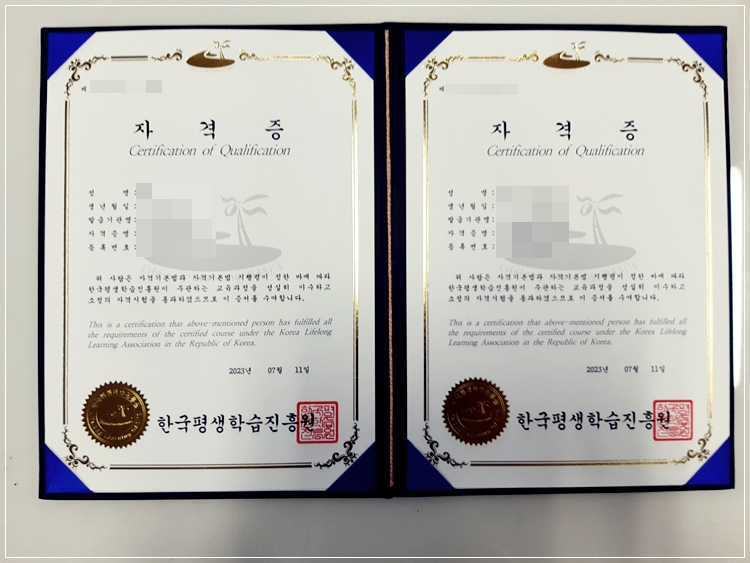 제
자 격 증
Certification of Qualification
성 명 :
생 년 월 일 :
발 급 기 관 명 :
자 격 증 명 :
등 록 번 호 :
위 사람은 자격기본법과 자격기본법 시행령이 정한 바에 따라
한국평생학습진흥원이 주관하는 교육과정을 성실히 이수하고
소정의 자격시험을 통과하였으므로 이 증서를 수여합니다.
This is a certification that above-mentioned person has fulfilled all
the requirements of the certified course under the Korea Lifelong
Learning Association in the Republic of Korea.
2023년 07월 11일
한국평생학습진흥원
제
자 격 증
Certification of Qualification
성 명 :
생 년 월 일 :
발 급 기 관 명 :
자 격 증 명 :
등 록 번 호 :
위 사람은 자격기본법과 자격기본법 시행령이 정한 바에 따라
한국평생학습진흥원이 주관하는 교육과정을 성실히 이수하고
소정의 자격시험을 통과하였으므로 이 증서를 수여합니다.
This is a certification that above-mentioned person has fulfilled all
the requirements of the certified course under the Korea Lifelong
Learning Association in the Republic of Korea.
2023년 07월 11일
한국평생학습진흥원